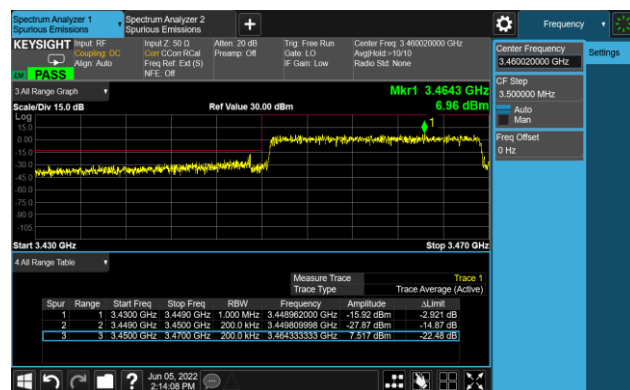 Spectrum Analyzer 1
Spurious Emissions
Spectrum Analyzer 2
Spurious Emissions
Frequency
KEYSIGHT
Input: RF
Coupling: DC
Align: Auto
Input Z: 50 Ω
Corr CCorr RCal
Freq Ref: Ext (S)
NFE: Off
Atten: 20 dB
Preamp: Off
Trig: Free Run
Gate: LO
IF Gain: Low
Center Freq: 3.460020000 GHz
Avg|Hold:>10/10
Radio Std: None
PASS
3 All Range Graph
Scale/Div 15.0 dB
Ref Value 30.00 dBm
Mkr1 3.4643 GHz
6.96 dBm
Log
15.0
0.00
-15.0
-30.0
-45.0
-60.0
-75.0
-90.0
-105
1
Start 3.430 GHz
Stop 3.470 GHz
4 All Range Table
Measure Trace Trace 1
Trace Type Trace Average (Active)
Spur Range Start Freq Stop Freq RBW Frequency Amplitude ΔLimit
1 1 3.4300 GHz 3.4490 GHz 1.000 MHz 3.448962000 GHz -15.92 dBm -2.921 dB
2 2 3.4490 GHz 3.4500 GHz 200.0 kHz 3.449809998 GHz -27.87 dBm -14.87 dB
3 3 3.4500 GHz 3.4700 GHz 200.0 kHz 3.464333333 GHz 7.517 dBm -22.48 dB
Center Frequency
3.460020000 GHz
Settings
CF Step
3.500000 MHz
Auto
Man
Freq Offset
0 Hz
Jun 05, 2022
2:14:08 PM